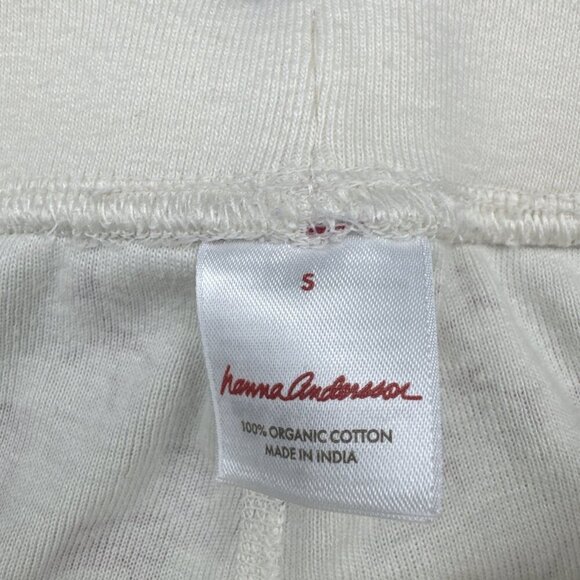 S
hanna andersson
100% ORGANIC COTTON
MADE IN INDIA